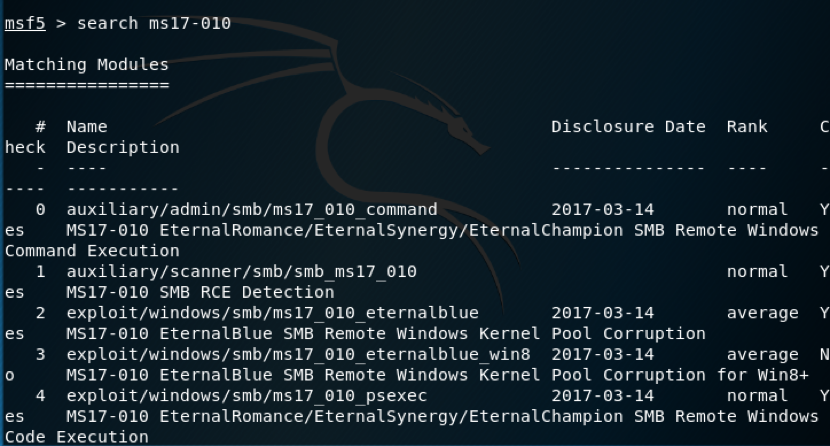 msf5 > search ms17-010
Matching Modules
================
# Name Disclosure Date Rank C
heck Description
- ---- --------------- ---- -
---- -----------
0 auxiliary/admin/smb/ms17_010_command 2017-03-14 normal Y
es MS17-010 EternalRomance/EternalSynergy/EternalChampion SMB Remote Windows
Command Execution
1 auxiliary/scanner/smb/smb_ms17_010 normal Y
es MS17-010 SMB RCE Detection
2 exploit/windows/smb/ms17_010_eternalblue 2017-03-14 average Y
es MS17-010 EternalBlue SMB Remote Windows Kernel Pool Corruption
3 exploit/windows/smb/ms17_010_eternalblue_win8 2017-03-14 average N
o MS17-010 EternalBlue SMB Remote Windows Kernel Pool Corruption for Win8+
4 exploit/windows/smb/ms17_010_psexec 2017-03-14 normal Y
es MS17-010 EternalRomance/EternalSynergy/EternalChampion SMB Remote Windows
Code Execution